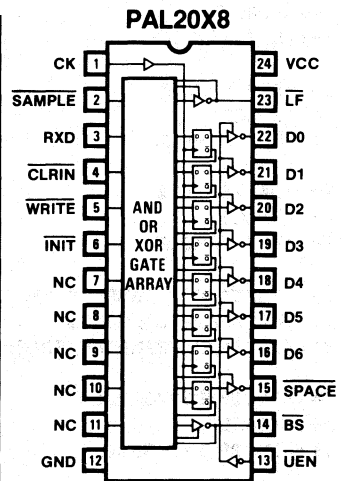 PAL20X8
CK 1 24 VCC
SAMPLE 2 23 LF
RXD 3 22 D0
CLRIN 4 21 D1
WRITE 5 AND 20 D2
OR
INIT 6 XOR 19 D3
GATE
NC 7 ARRAY 18 D4
NC 8 17 D5
NC 9 16 D6
NC 10 15 SPACE
NC 11 14 BS
GND 12 13 UEN